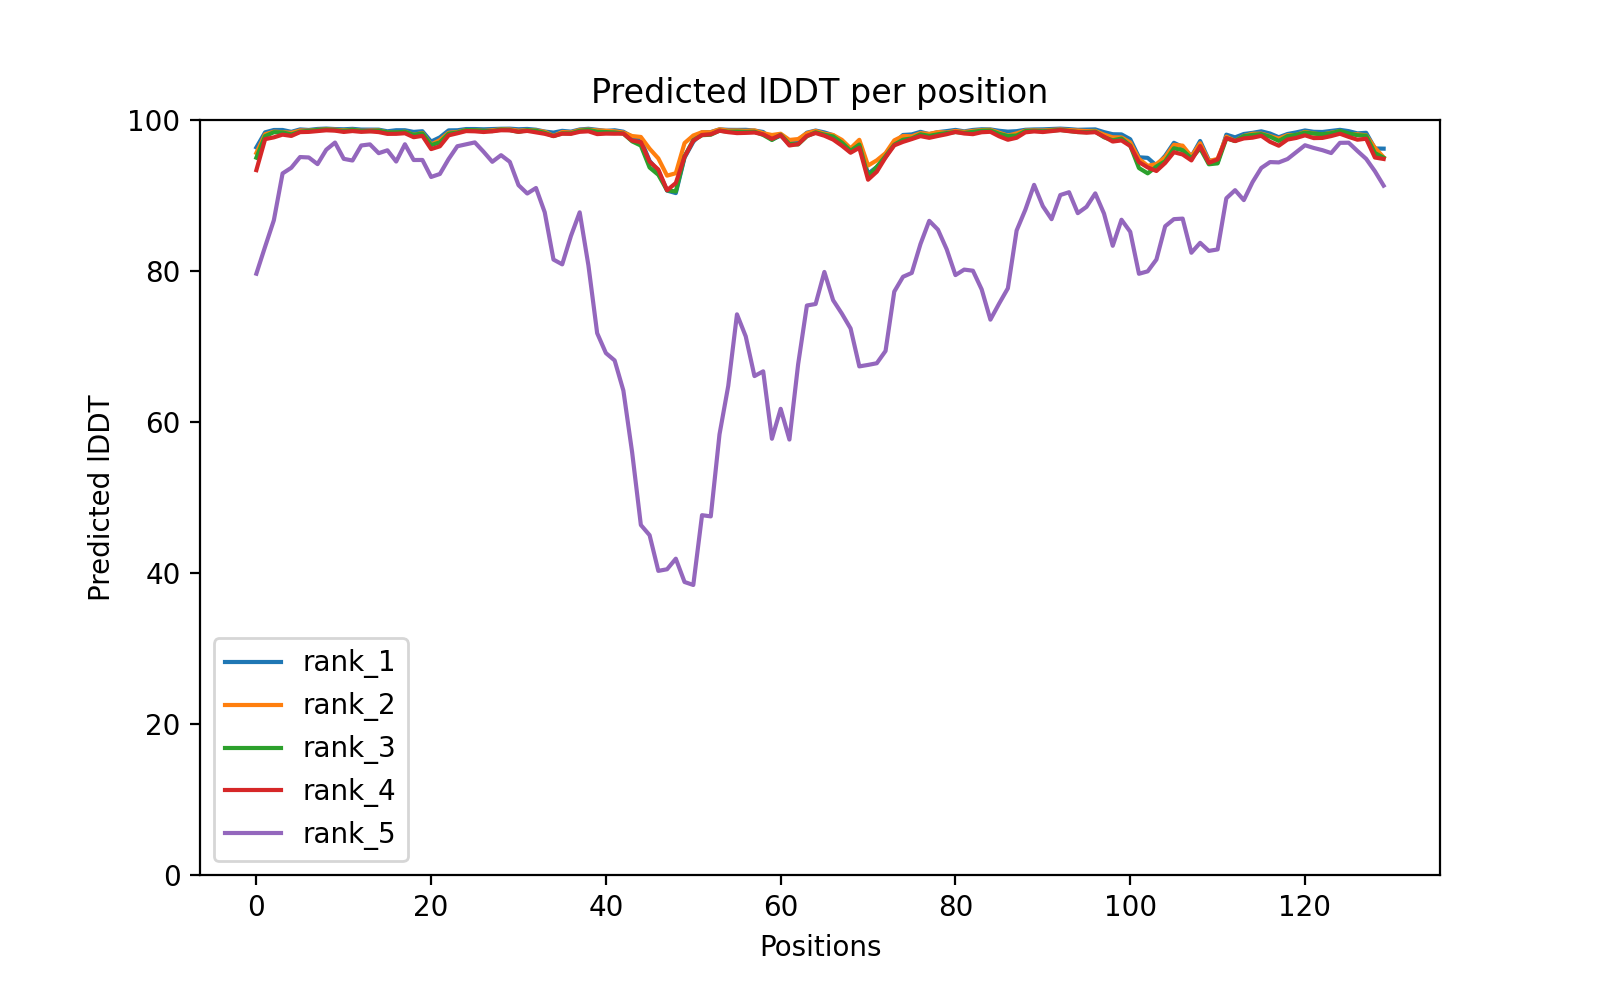 Predicted lDDT per position
100
80
60
40
20
0
Predicted lDDT
rank_1
rank_2
rank_3
rank_4
rank_5
0 20 40 60 80 100 120
Positions